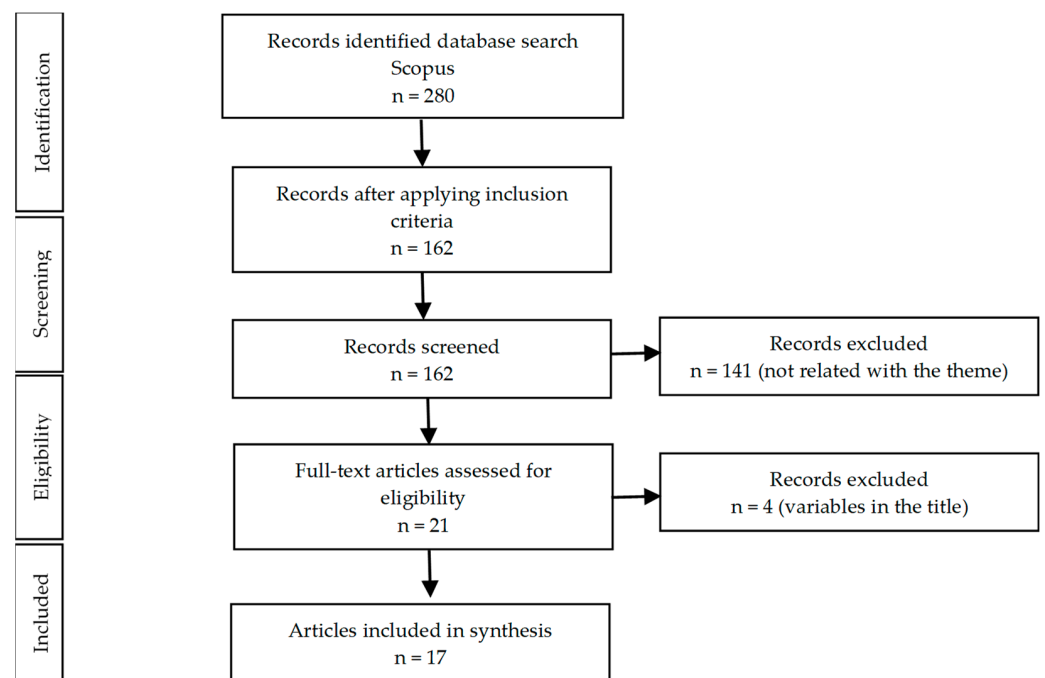 Identification
Records identified database search
Scopus
n = 280
Records after applying inclusion
criteria
n = 162
Screening
Records screened
n = 162
Records excluded
n = 141 (not related with the theme)
Eligibility
Full-text articles assessed for
eligibility
n = 21
Records excluded
n = 4 (variables in the title)
Included
Articles included in synthesis
n = 17